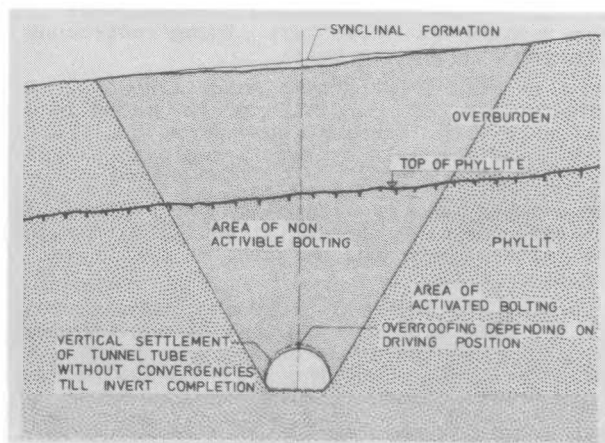 SYNCLINAL FORMATION
OVERBURDEN
TOP OF PHYLLITE
AREA OF NON
ACTIVIBLE BOLTING
PHYLLIT
AREA OF
ACTIVATED BOLTING
OVERROOFING DEPENDING ON
DRIVING POSITION
VERTICAL SETTLEMENT
OF TUNNEL TUBE
WITHOUT CONVERGENCIES
TILL INVERT COMPLETION